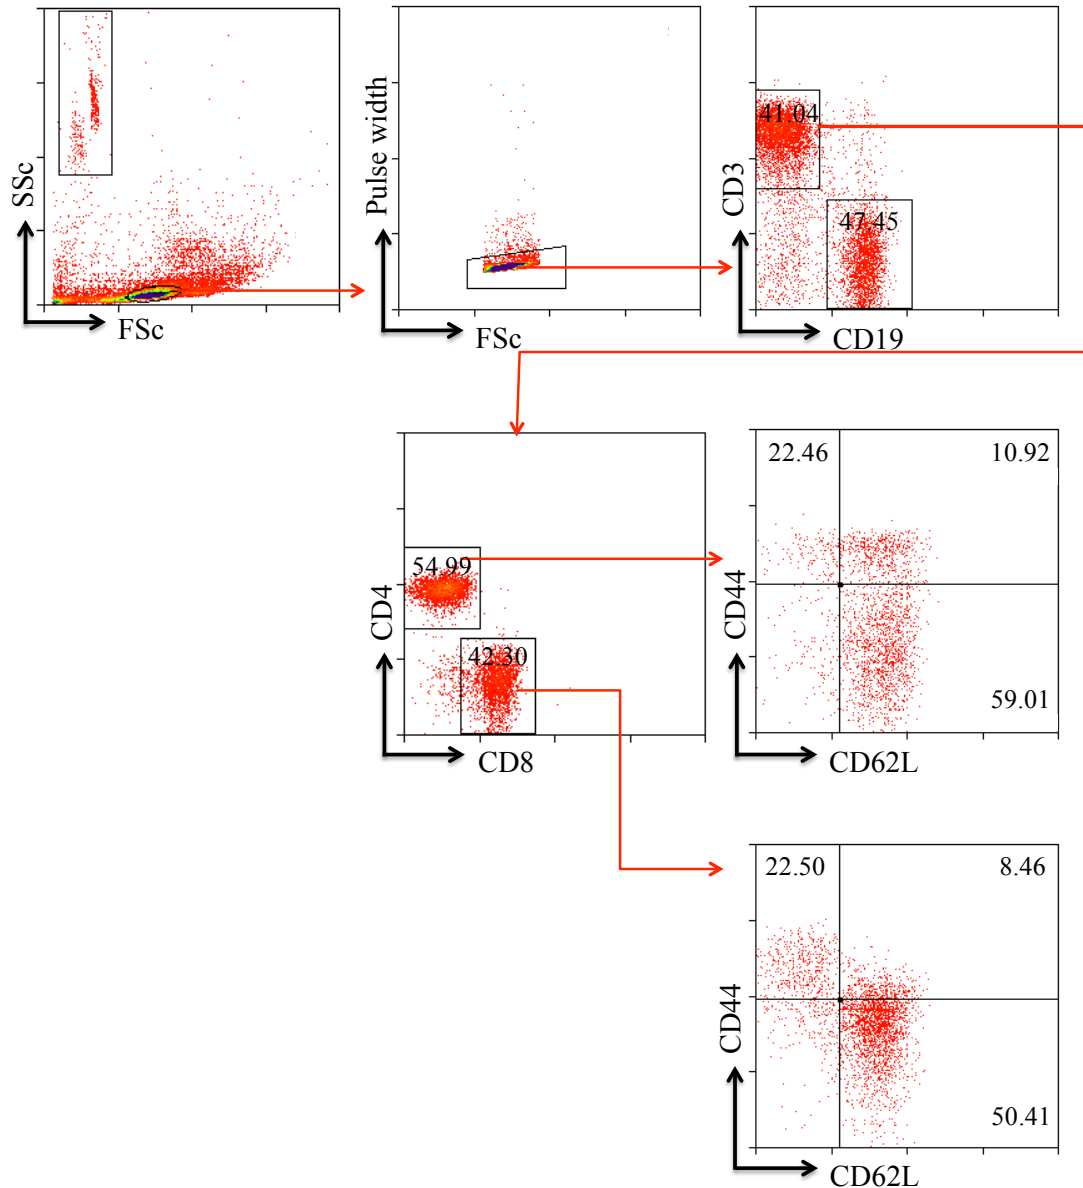 SSc
FSc
Pulse width
FSc
41.04
47.45
CD3
CD19
54.99
42.30
CD4
CD8
22.46
10.92
59.01
CD44
CD62L
22.50
8.46
50.41
CD44
CD62L